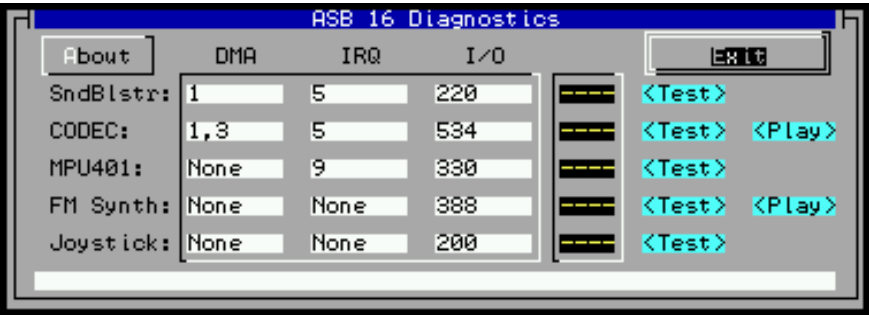 ASB 16 Diagnostics
About DMA IRQ I/O Exit
SndBlstr: 1 5 220 ---- <Test>
CODEC: 1,3 5 534 ---- <Test> <Play>
MPU401: None 9 330 ---- <Test>
FM Synth: None None 388 ---- <Test> <Play>
Joystick: None None 200 ---- <Test>